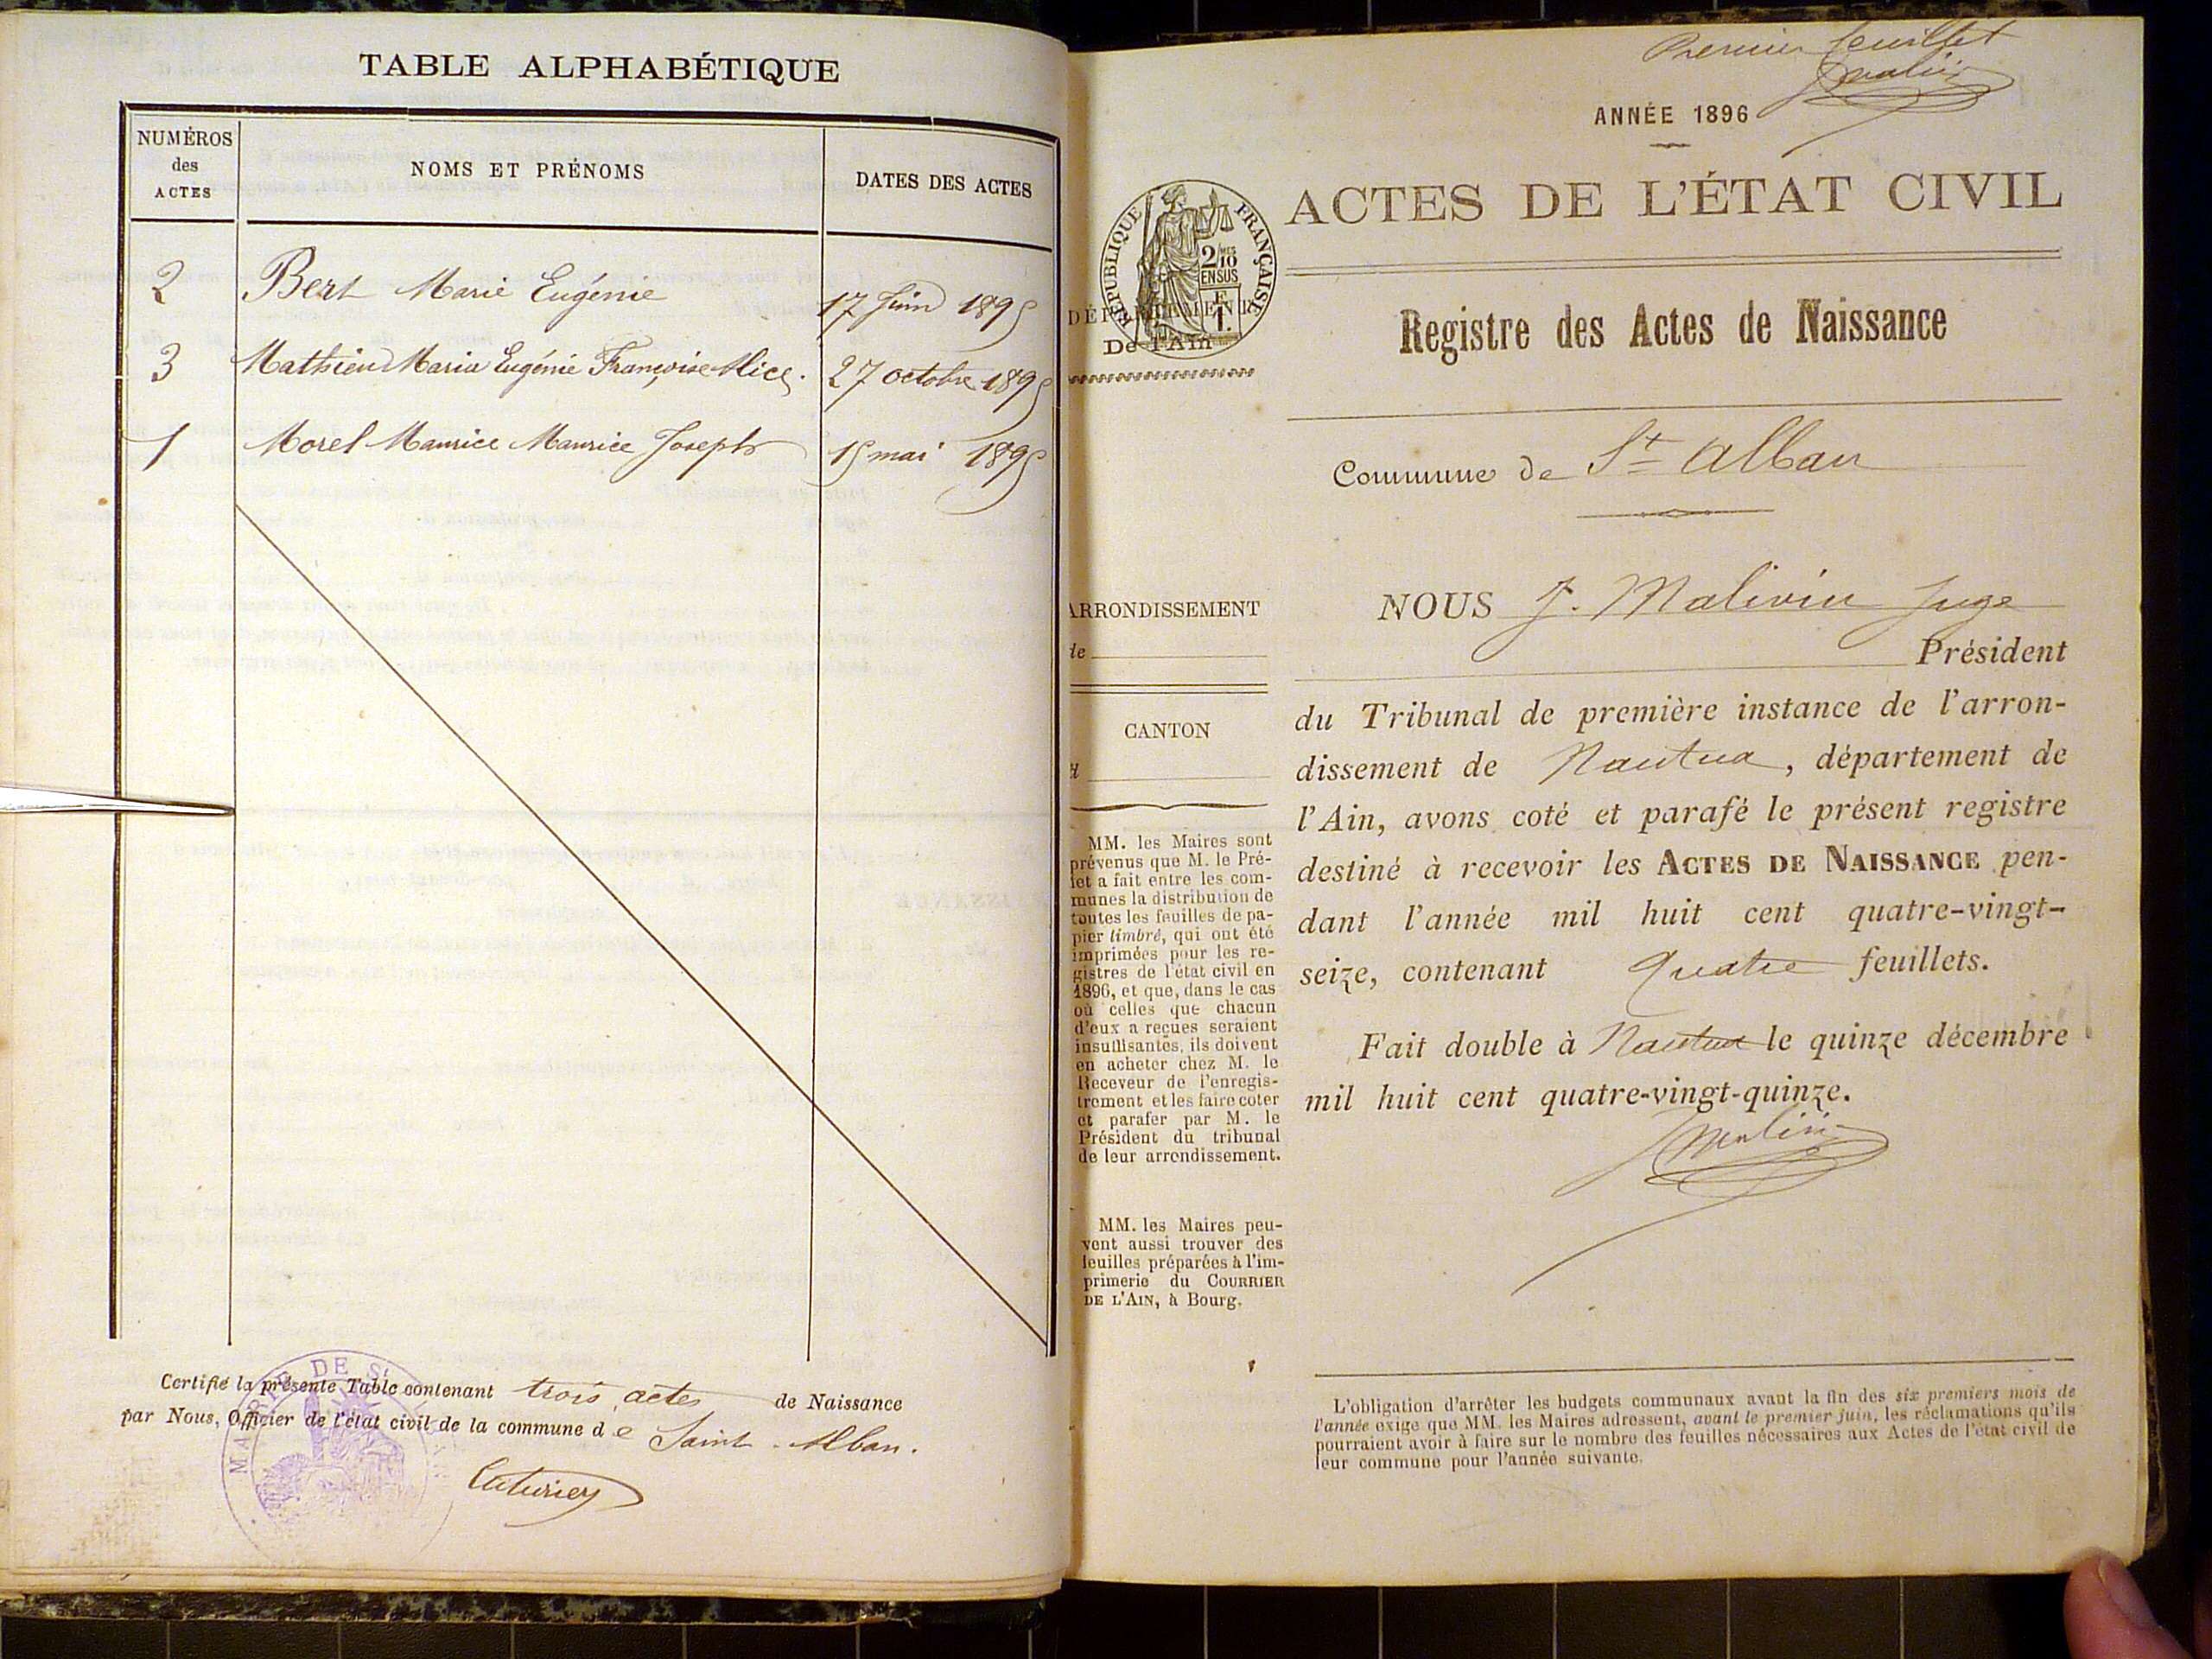 TABLE ALPHABÉTIQUE
NUMÉROS
des
ACTES
NOMS ET PRÉNOMS
DATES DES ACTES
2 Bert Marie Eugénie 17 Juin 1895
3 Mathieu Maria Eugénie Françoise Alice. 27 octobre 1895
1 Morel Maurice Maurice Joseph 15 mai 1895
Certifié la présente Table contenant trois actes de Naissance
par Nous, Officier de l'état civil de la commune de Saint-Alban.
MAIRIE DE St
Premier feuillet
ANNÉE 1896
ACTES DE L'ÉTAT CIVIL
RÉPUBLIQUE FRANÇAISE
2/10
EN SUS
De l'Ain
Registre des Actes de Naissance
Commune de St Alban
ARRONDISSEMENT
de
CANTON
NOUS J. Malivin Juge
Président
du Tribunal de première instance de l'arron-
dissement de Nantua, département de
l'Ain, avons coté et parafé le présent registre
destiné à recevoir les ACTES DE NAISSANCE pen-
dant l'année mil huit cent quatre-vingt-
seize, contenant Quatre feuillets.
Fait double à Nantua le quinze décembre
mil huit cent quatre-vingt-quinze.
MM. les Maires sont
prévenus que M. le Pré-
fet a fait entre les com-
munes la distribution de
toutes les feuilles de pa-
pier timbré, qui ont été
imprimées pour les re-
gistres de l'état civil en
1896, et que, dans le cas
où celles que chacun
d'eux a reçues seraient
insuffisantes, ils doivent
en acheter chez M. le
Receveur de l'enregis-
trement et les faire coter
et parafer par M. le
Président du tribunal
de leur arrondissement.
MM. les Maires peu-
vent aussi trouver des
feuilles préparées à l'im-
primerie du COURRIER
DE L'AIN, à Bourg.
L'obligation d'arrêter les budgets communaux avant la fin des six premiers mois de
l'année exige que MM. les Maires adressent, avant le premier juin, les réclamations qu'ils
pourraient avoir à faire sur le nombre des feuilles nécessaires aux Actes de l'état civil de
leur commune pour l'année suivante.